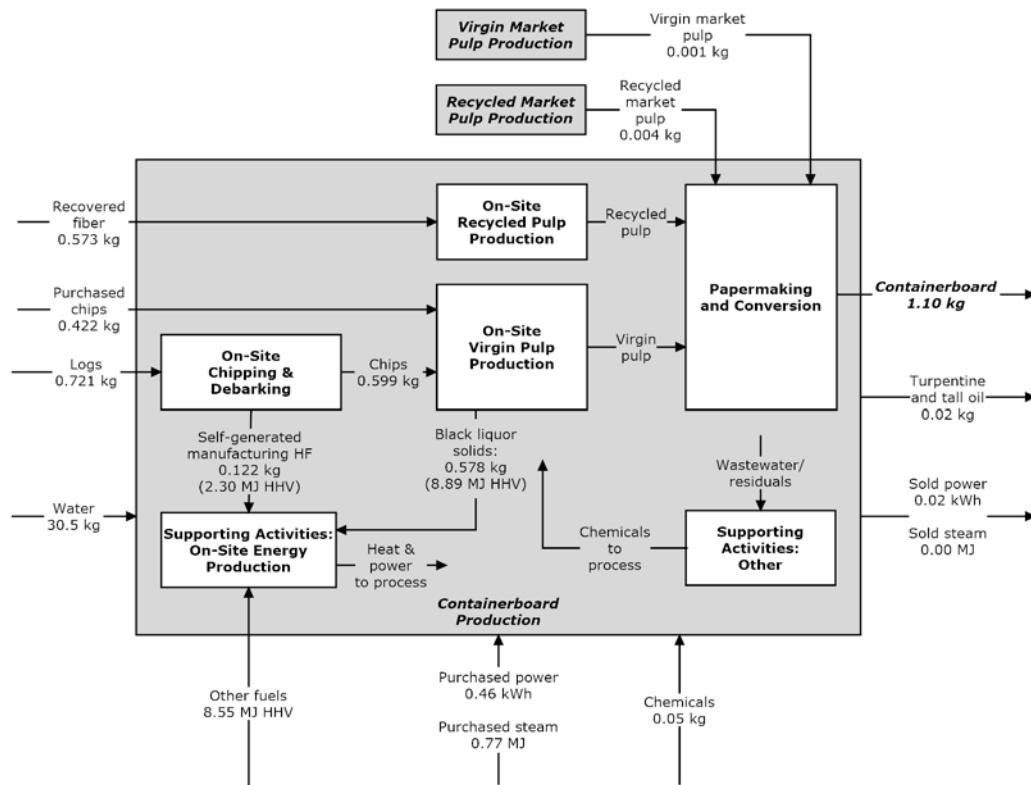 Virgin Market
Pulp Production
Virgin market
pulp
0.001 kg
Recycled Market
Pulp Production
Recycled
market
pulp
0.004 kg
Recovered
fiber
0.573 kg
On-Site
Recycled Pulp
Production
Recycled
pulp
Papermaking
and Conversion
Containerboard
1.10 kg
Purchased
chips
0.422 kg
On-Site
Virgin Pulp
Production
Virgin
pulp
Logs
0.721 kg
On-Site
Chipping &
Debarking
Chips
0.599 kg
Turpentine
and tall oil
0.02 kg
Self-generated
manufacturing HF
0.122 kg
(2.30 MJ HHV)
Black liquor
solids:
0.578 kg
(8.89 MJ HHV)
Wastewater/
residuals
Water
30.5 kg
Sold power
0.02 kWh
Sold steam
0.00 MJ
Supporting Activities:
On-Site Energy
Production
Heat &
power
to process
Chemicals
to
process
Supporting
Activities:
Other
Containerboard
Production
Other fuels
8.55 MJ HHV
Purchased power
0.46 kWh
Purchased steam
0.77 MJ
Chemicals
0.05 kg